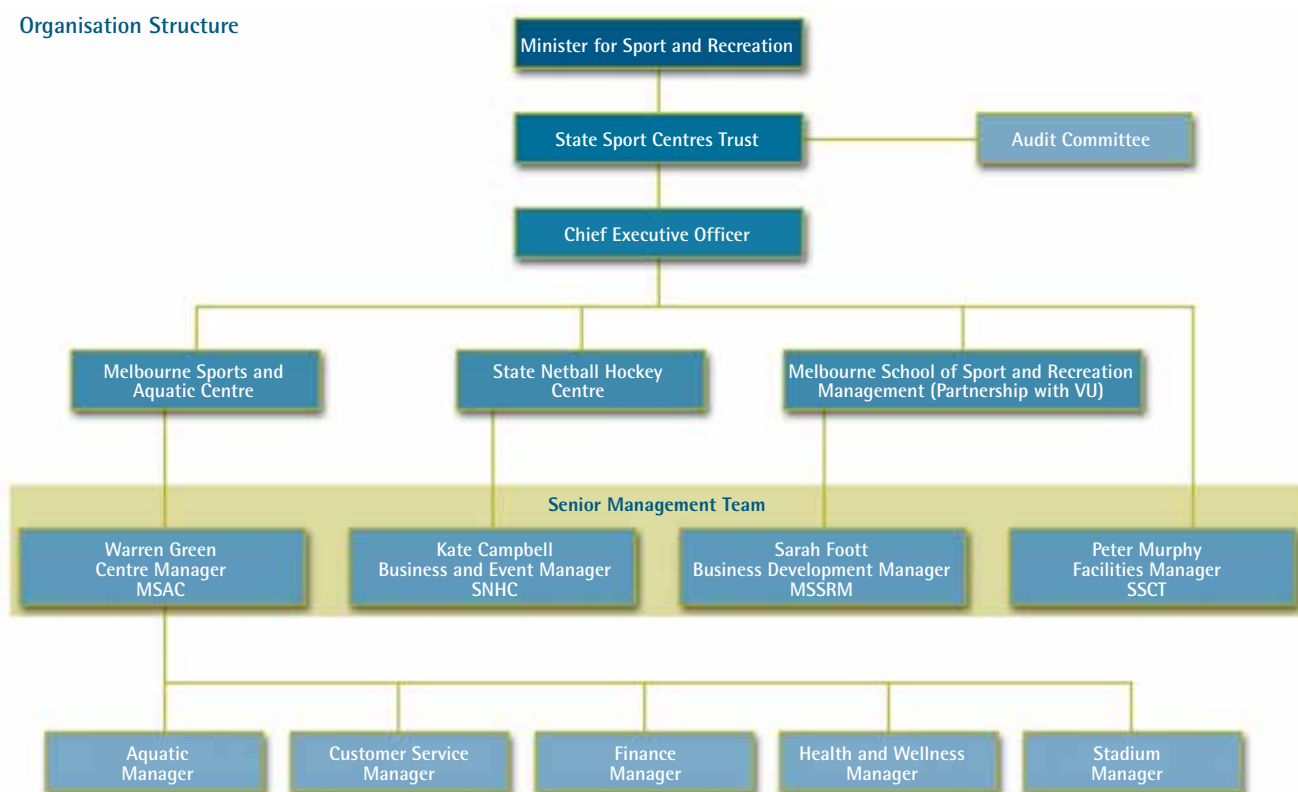 Organisation Structure
Minister for Sport and Recreation
State Sport Centres Trust
Audit Committee
Chief Executive Officer
Melbourne Sports and
Aquatic Centre
State Netball Hockey
Centre
Melbourne School of Sport and Recreation
Management (Partnership with VU)
Senior Management Team
Warren Green
Centre Manager
MSAC
Kate Campbell
Business and Event Manager
SNHC
Sarah Foott
Business Development Manager
MSSRM
Peter Murphy
Facilities Manager
SSCT
Aquatic
Manager
Customer Service
Manager
Finance
Manager
Health and Wellness
Manager
Stadium
Manager